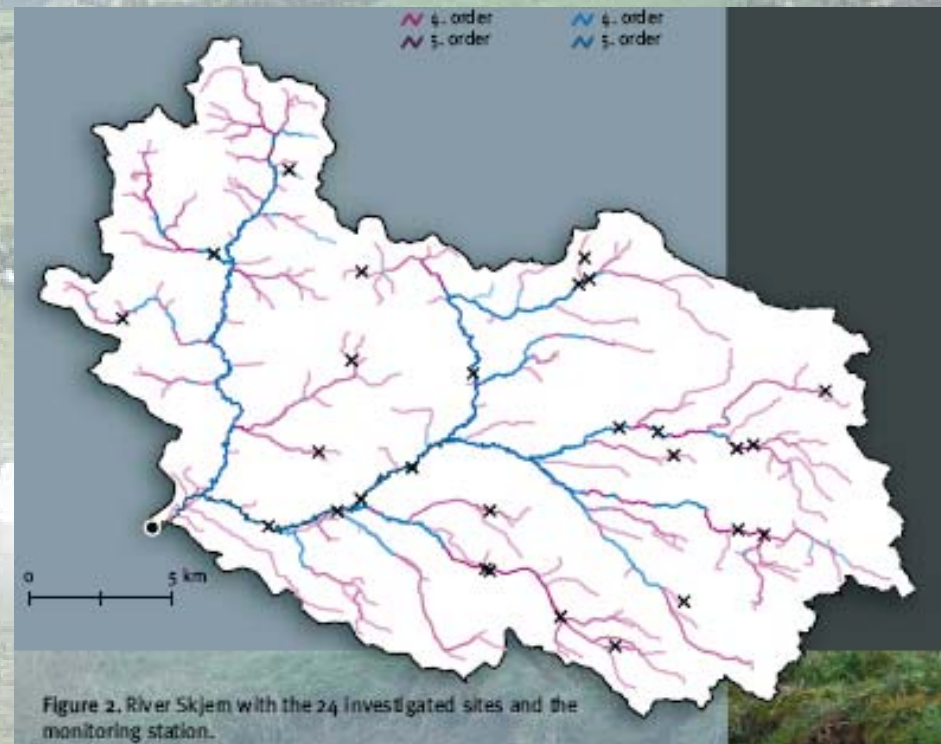 4. order 4. order
5. order 5. order
0 5 km
Figure 2. River Skjem with the 24 investigated sites and the
monitoring station.